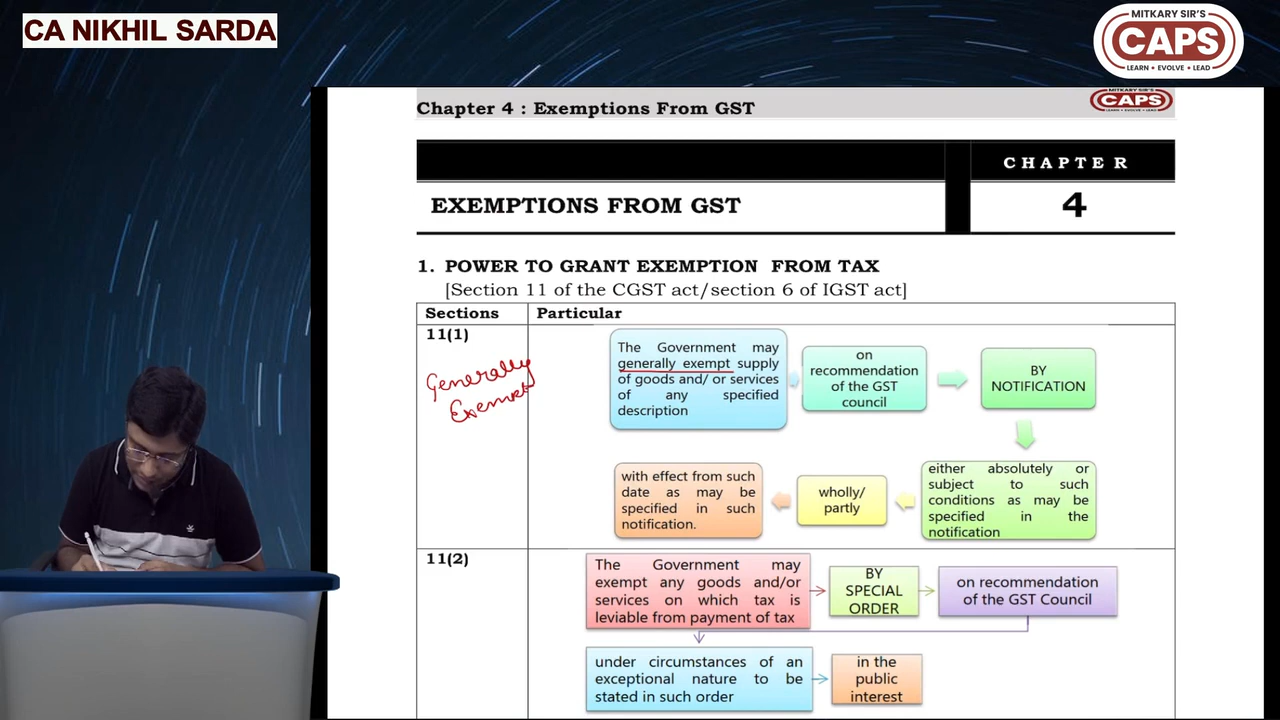 CA NIKHIL SARDA
MITKARY SIR'S
CAPS
LEARN • EVOLVE • LEAD
Chapter 4 : Exemptions From GST
MITKARY SIR'S
CAPS
CHAPTER
EXEMPTIONS FROM GST
4
1. POWER TO GRANT EXEMPTION FROM TAX
[Section 11 of the CGST act/section 6 of IGST act]
Sections
Particular
11(1)
Generally
Exempt
The Government may
generally exempt supply
of goods and/ or services
of any specified
description
on
recommendation
of the GST
council
BY
NOTIFICATION
either absolutely or
subject to such
conditions as may be
specified in the
notification
wholly/
partly
with effect from such
date as may be
specified in such
notification.
11(2)
The Government may
exempt any goods and/or
services on which tax is
leviable from payment of tax
BY
SPECIAL
ORDER
on recommendation
of the GST Council
under circumstances of an
exceptional nature to be
stated in such order
in the
public
interest